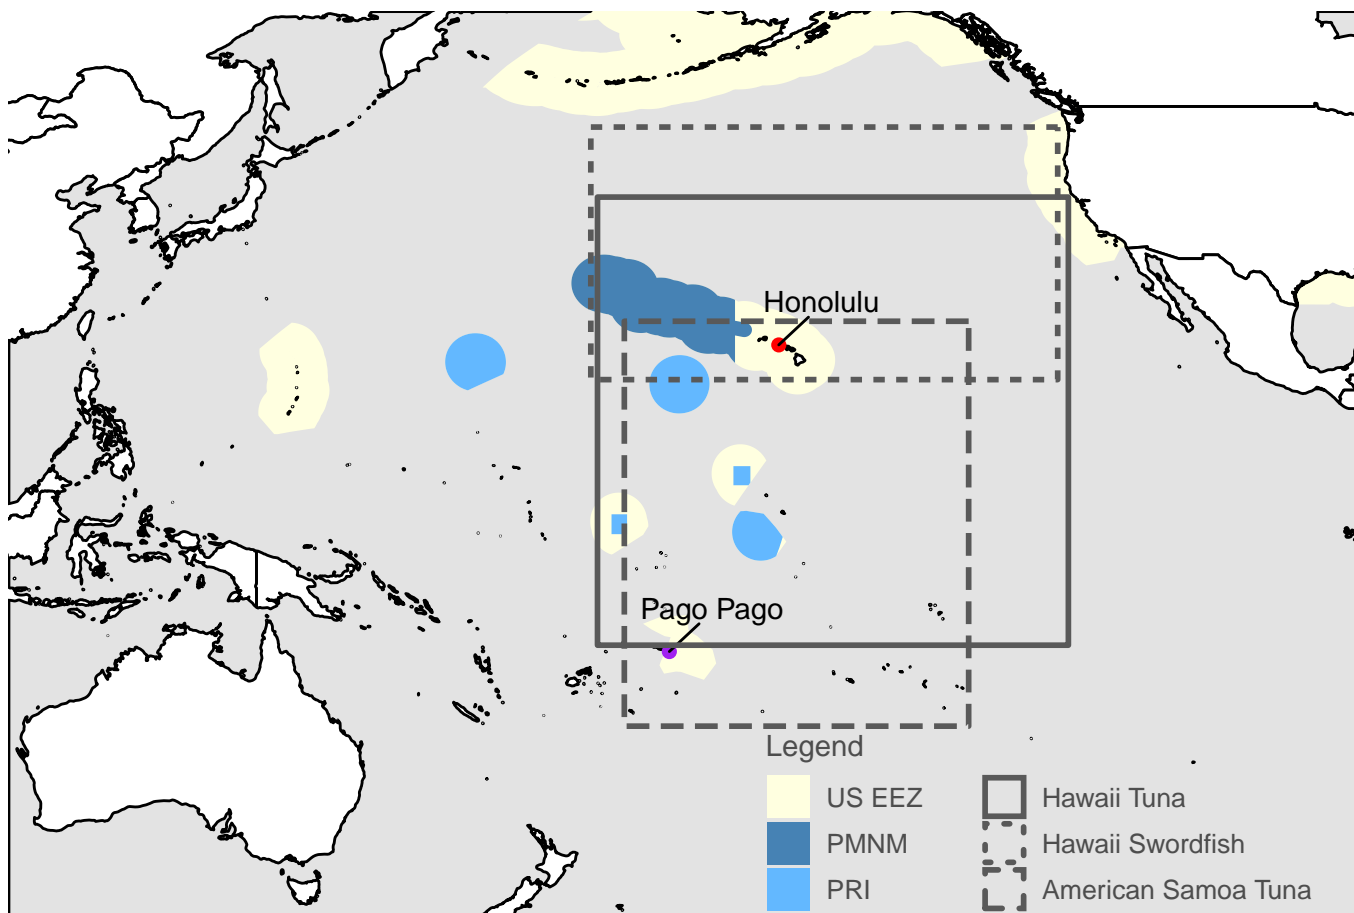 Honolulu
Pago Pago
Legend
US EEZ
PMNM
PRI
Hawaii Tuna
Hawaii Swordfish
American Samoa Tuna